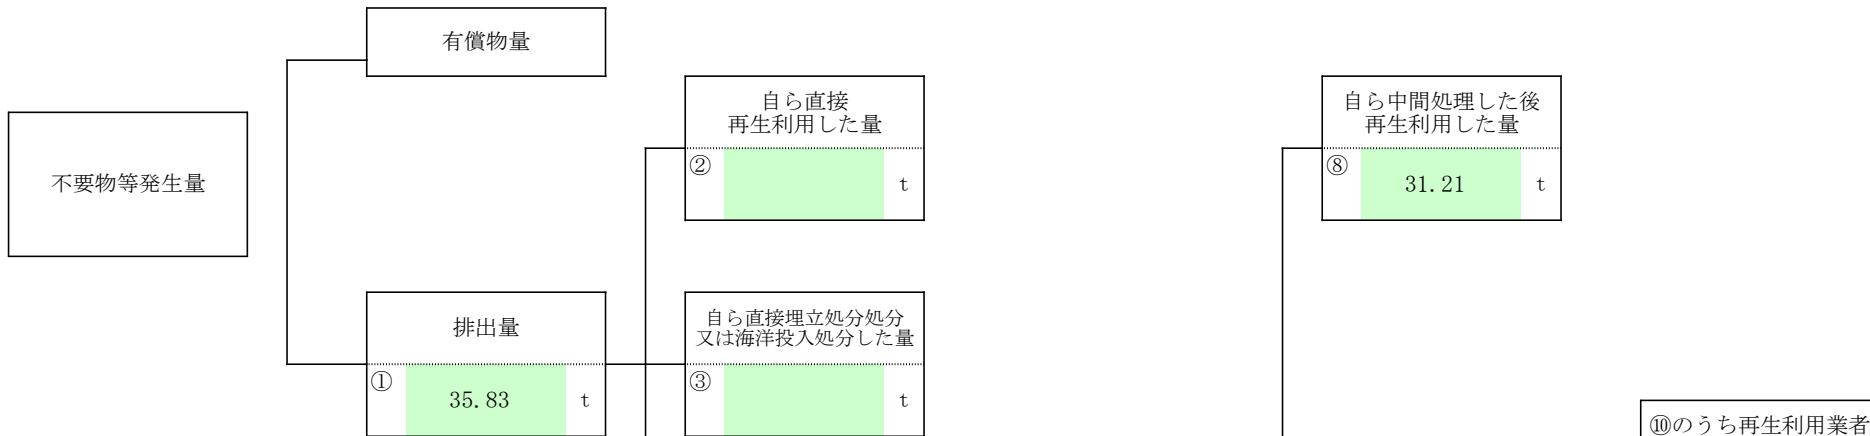 有償物量
自ら直接
再生利用した量
②
t
自ら中間処理した後
再生利用した量
⑧
31.21
t
不要物等発生量
排出量
①
35.83
t
自ら直接埋立処分処分
又は海洋投入処分した量
③
t
⑩のうち再生利用業者